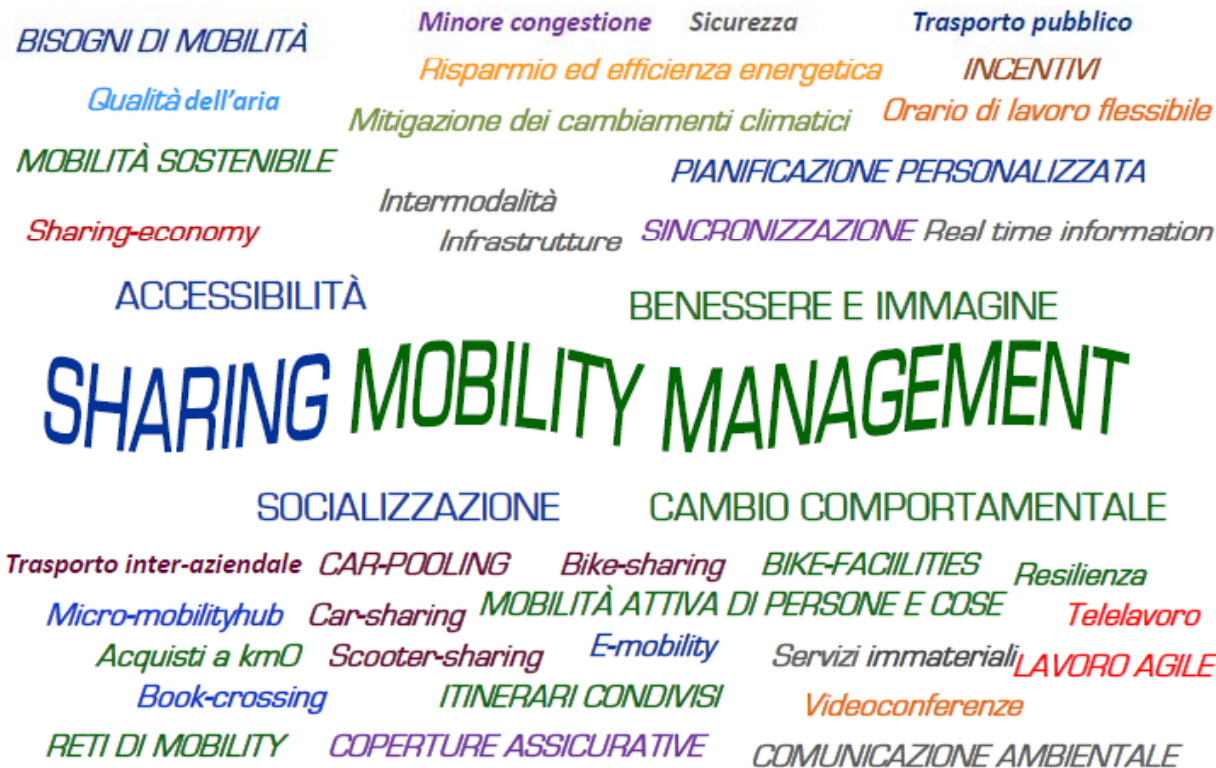 Minore congestione Sicurezza Trasporto pubblico
BISOGNI DI MOBILITÀ
Risparmio ed efficienza energetica INCENTIVI
Qualità dell'aria
Mitigazione dei cambiamenti climatici Orario di lavoro flessibile
MOBILITÀ SOSTENIBILE
PIANIFICAZIONE PERSONALIZZATA
Intermodalità
Sharing-economy
Infrastrutture SINCRONIZZAZIONE Real time information
ACCESSIBILITÀ
BENESSERE E IMMAGINE
SHARING MOBILITY MANAGEMENT
SOCIALIZZAZIONE CAMBIO COMPORTAMENTALE
Trasporto inter-aziendale CAR-POOLING Bike-sharing BIKE-FACIILITIES Resilienza
Micro-mobilityhub Car-sharing MOBILITÀ ATTIVA DI PERSONE E COSE Telelavoro
Acquisti a km0 Scooter-sharing E-mobility Servizi immateriali LAVORO AGILE
Book-crossing ITINERARI CONDIVISI Videoconferenze
RETI DI MOBILITY COPERTURE ASSICURATIVE COMUNICAZIONE AMBIENTALE